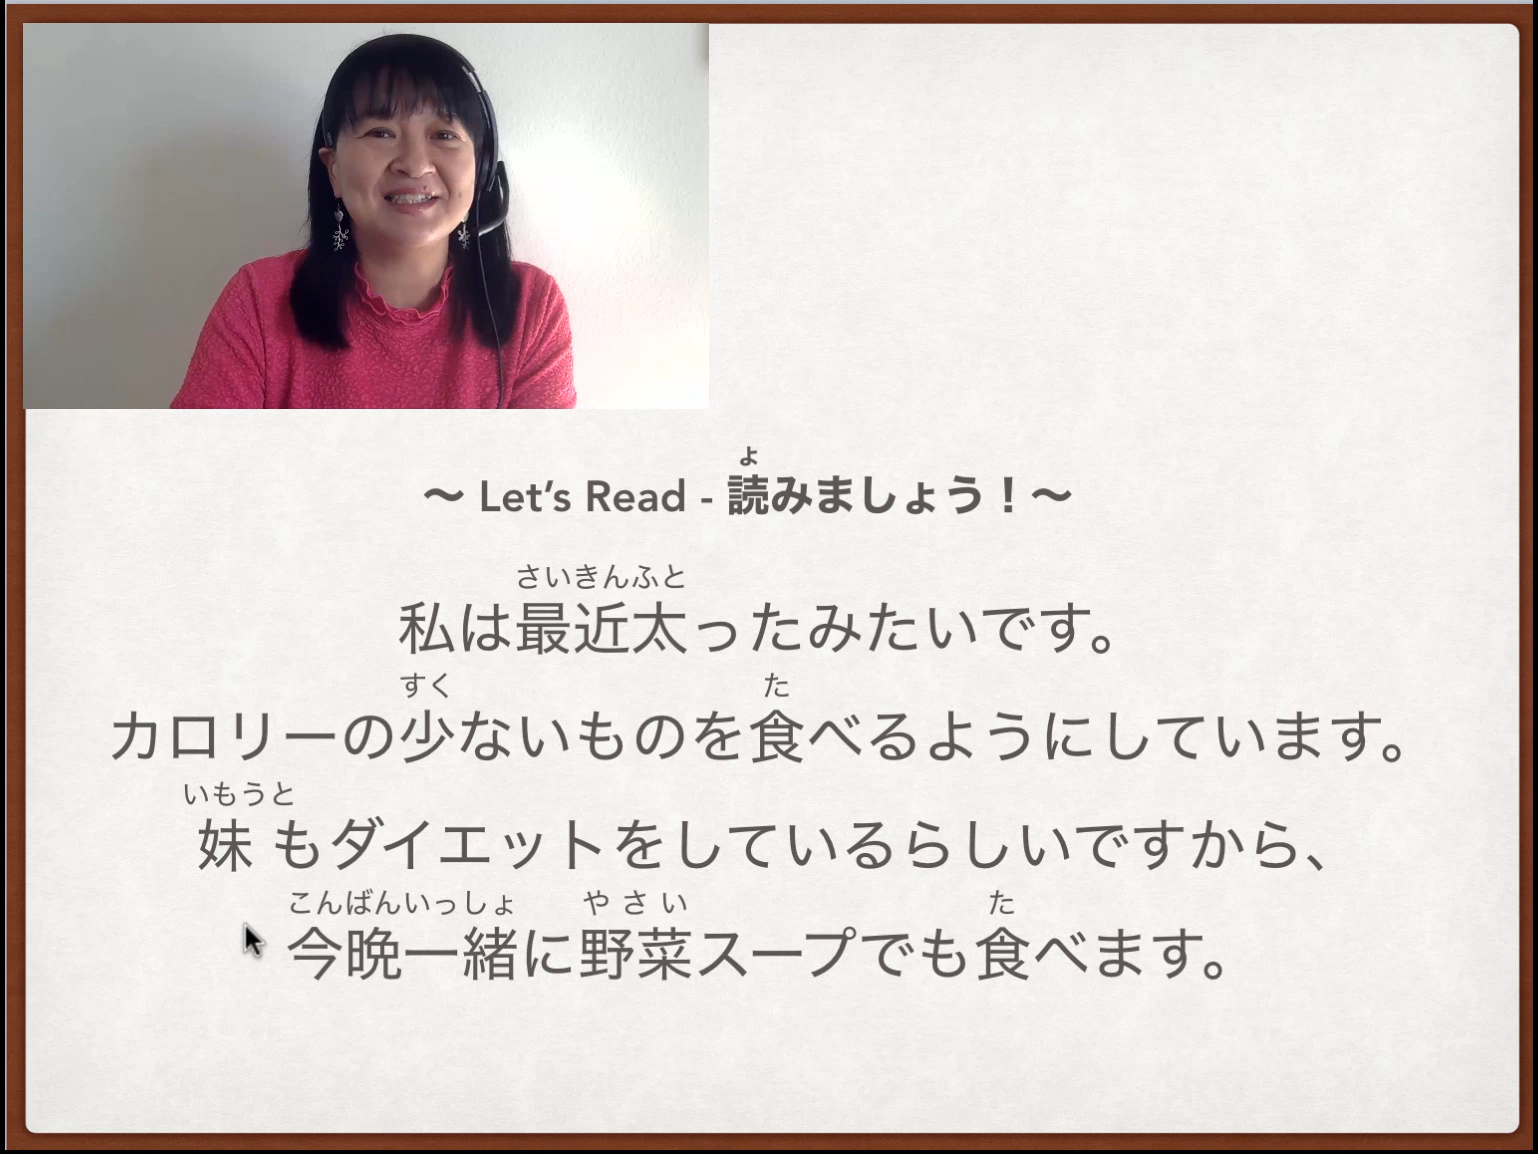 よ
〜 Let's Read - 読みましょう！〜
さいきんふと
私は最近太ったみたいです。
すく た
カロリーの少ないものを食べるようにしています。
いもうと
妹 もダイエットをしているらしいですから、
こんばんいっしょ や さ い た
今晩一緒に野菜スープでも食べます。